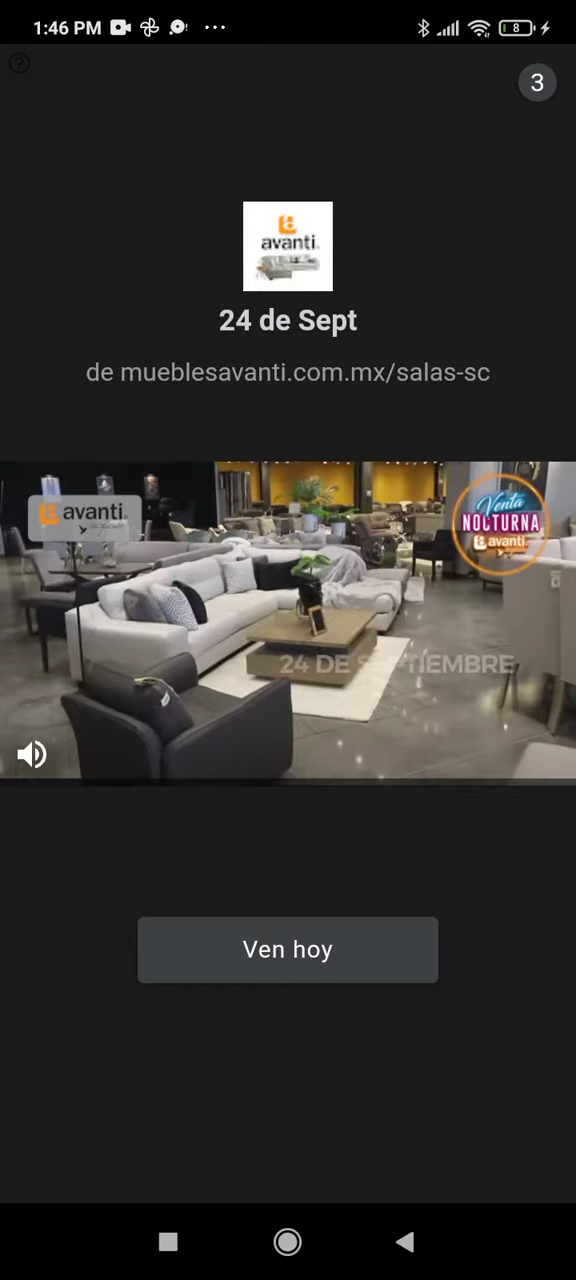 1:46 PM
8
3
avanti
24 de Sept
de mueblesavanti.com.mx/salas-sc
avanti
Venta
NOCTURNA
avanti
24 DE SEPTIEMBRE
Ven hoy